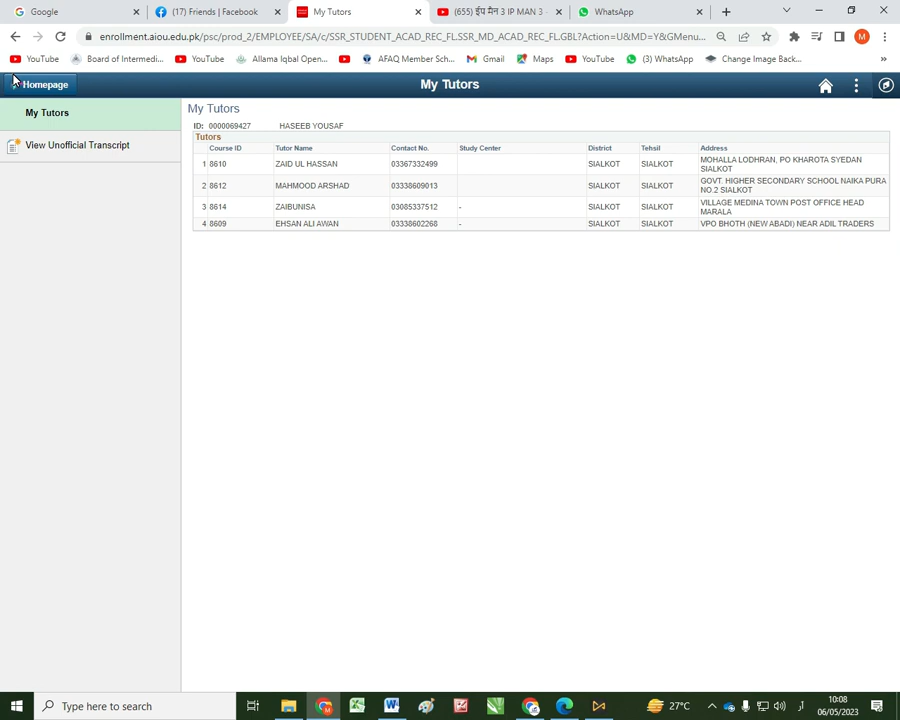 Google
(17) Friends | Facebook
My Tutors
(655) ईप मैन 3 IP MAN 3 -
WhatsApp
enrollment.aiou.edu.pk/psc/prod_2/EMPLOYEE/SA/c/SSR_STUDENT_ACAD_REC_FL.SSR_MD_ACAD_REC_FL.GBL?Action=U&MD=Y&GMenu...
M
YouTube
Board of Intermedi...
YouTube
Allama Iqbal Open...
AFAQ Member Sch...
Gmail
Maps
YouTube
(3) WhatsApp
Change Image Back...
»
Homepage
My Tutors
My Tutors
View Unofficial Transcript
My Tutors
ID: 0000069427 HASEEB YOUSAF
Tutors
Course ID Tutor Name Contact No. Study Center District Tehsil Address
1 8610 ZAID UL HASSAN 03367332499 SIALKOT SIALKOT MOHALLA LODHRAN, PO KHAROTA SYEDAN
SIALKOT
2 8612 MAHMOOD ARSHAD 03338609013 SIALKOT SIALKOT GOVT. HIGHER SECONDARY SCHOOL NAIKA PURA
NO.2 SIALKOT
3 8614 ZAIBUNISA 03085337512 - SIALKOT SIALKOT VILLAGE MEDINA TOWN POST OFFICE HEAD
MARALA
4 8609 EHSAN ALI AWAN 03338602268 - SIALKOT SIALKOT VPO BHOTH (NEW ABADI) NEAR ADIL TRADERS
Type here to search
27°C
10:08
06/05/2023